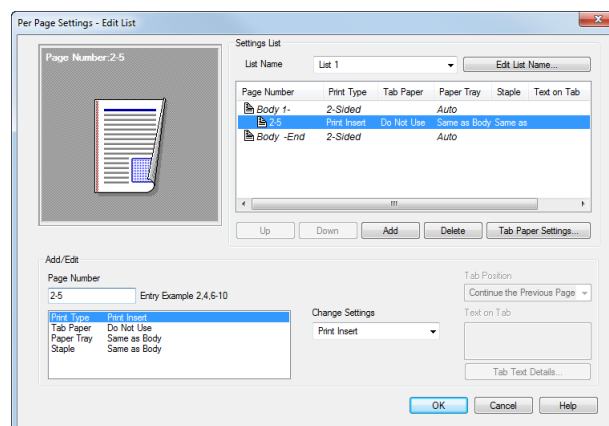 Per Page Settings - Edit List
Page Number:2-5
Settings List
List Name List 1 Edit List Name...
Page Number Print Type Tab Paper Paper Tray Staple Text on Tab
Body 1- 2-Sided Auto
2-5 Print Insert Do Not Use Same as Body Same as
Body -End 2-Sided Auto
Up Down Add Delete Tab Paper Settings...
Add/Edit
Page Number
2-5 Entry Example 2,4,6-10
Print Type Print Insert
Tab Paper Do Not Use
Paper Tray Same as Body
Staple Same as Body
Change Settings
Print Insert
Tab Position
Continue the Previous Page
Text on Tab
Tab Text Details...
OK Cancel Help